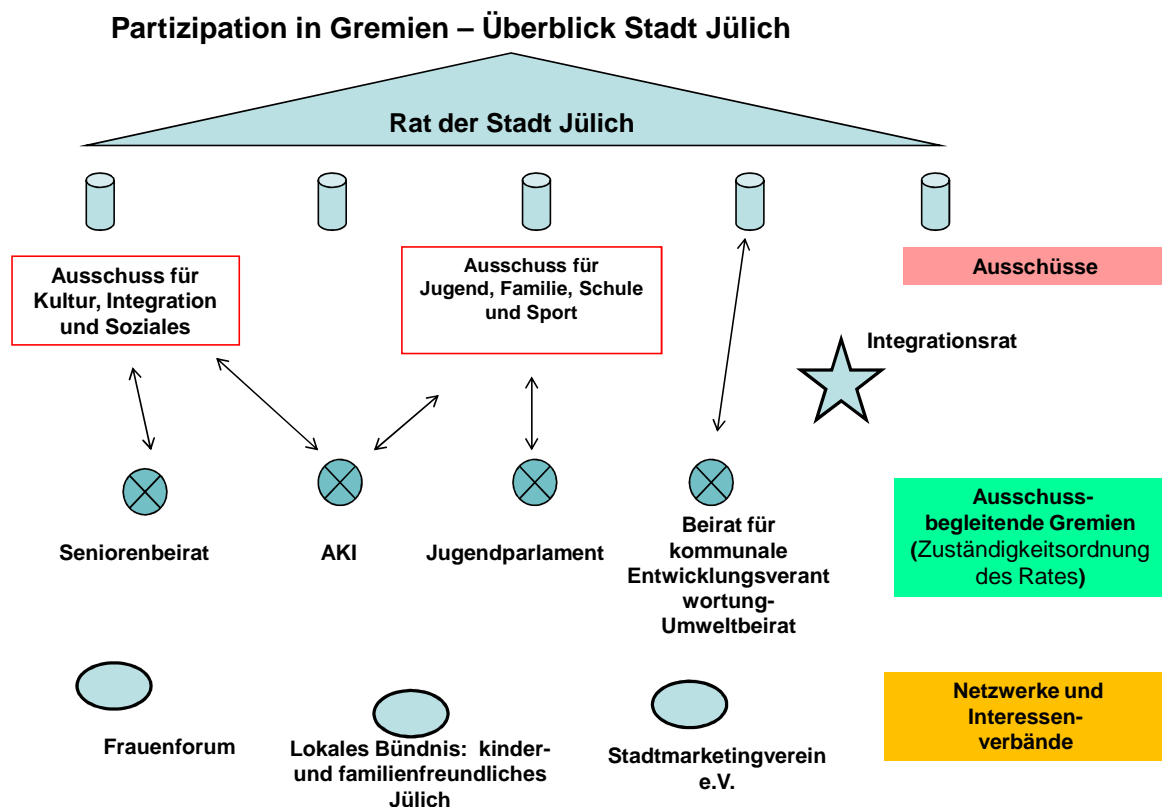 Partizipation in Gremien – Überblick Stadt Jülich
Rat der Stadt Jülich
Ausschuss für
Kultur, Integration
und Soziales
Ausschuss für
Jugend, Familie, Schule
und Sport
Ausschüsse
Integrationsrat
Seniorenbeirat
AKI
Jugendparlament
Beirat für
kommunale
Entwicklungsverant
wortung-
Umweltbeirat
Ausschuss-
begleitende Gremien
(Zuständigkeitsordnung
des Rates)
Frauenforum
Lokales Bündnis: kinder-
und familienfreundliches
Jülich
Stadtmarketingverein
e.V.
Netzwerke und
Interessen-
verbände